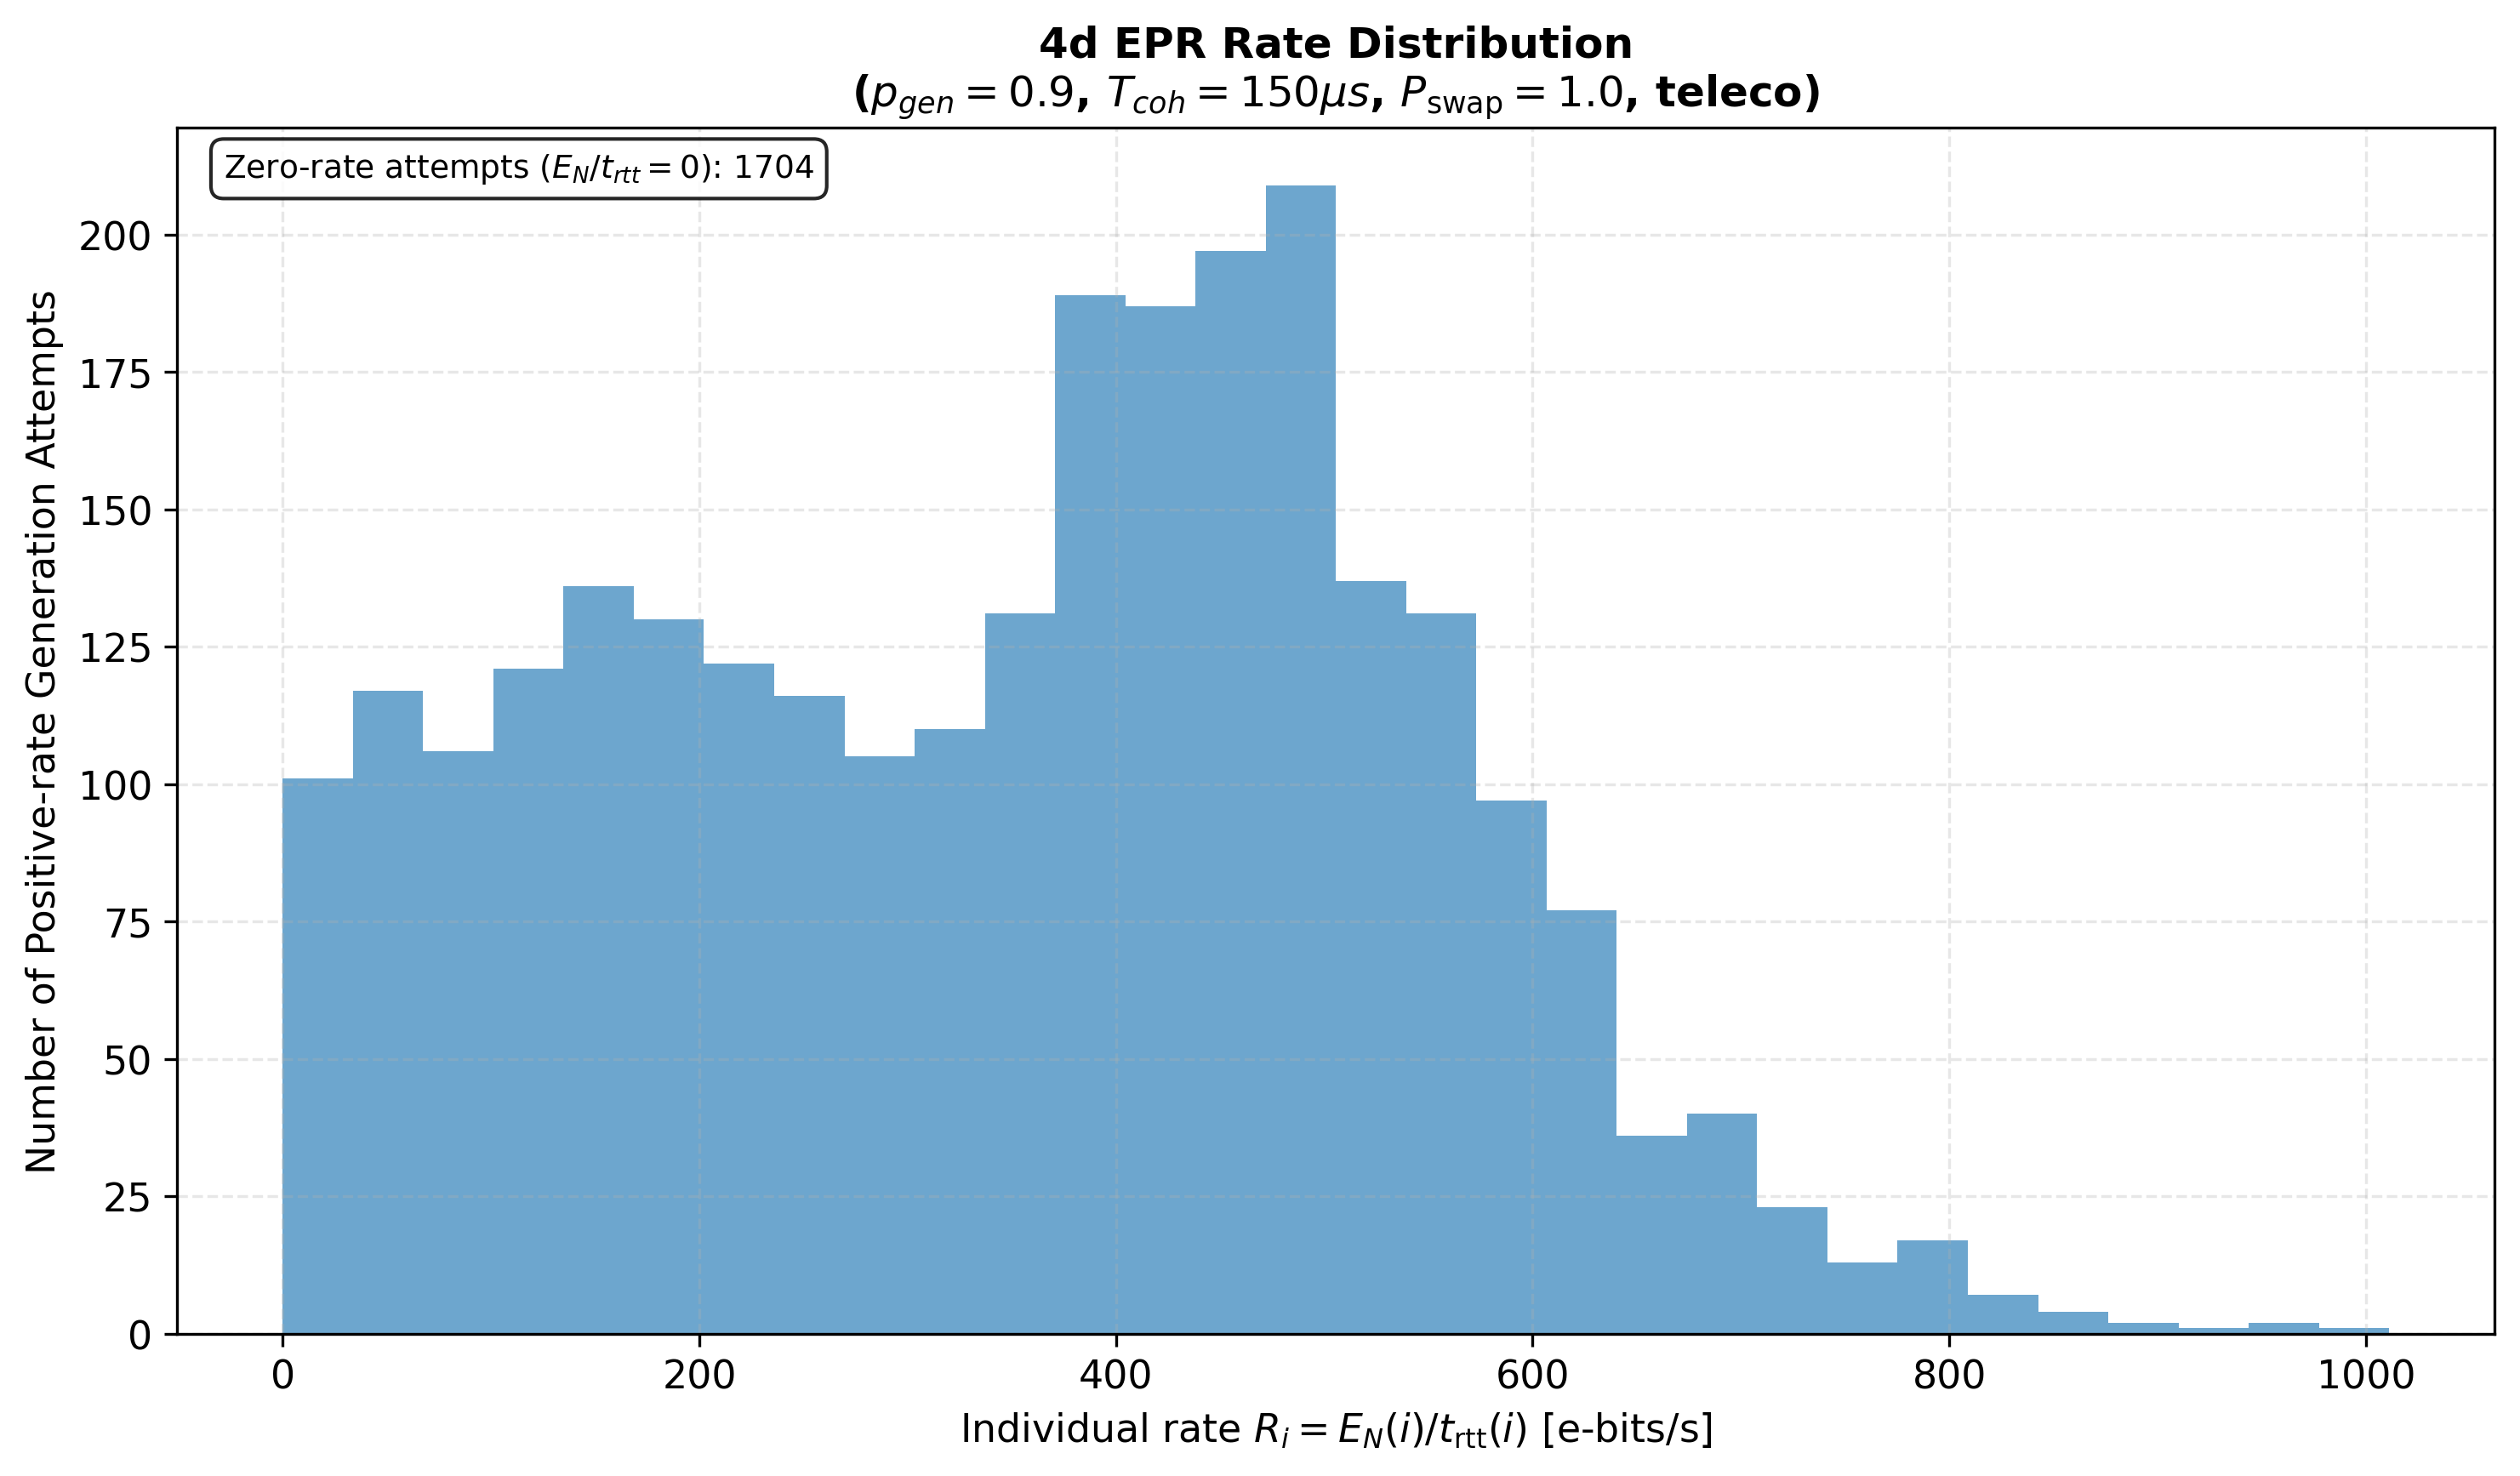 4d EPR Rate Distribution
(p_gen = 0.9, T_coh = 150μs, P_swap = 1.0, teleco)
Zero-rate attempts (E_N/t_rtt = 0): 1704
Number of Positive-rate Generation Attempts
200
175
150
125
100
75
50
25
0
0 200 400 600 800 1000
Individual rate R_i = E_N(i)/t_rtt(i) [e-bits/s]